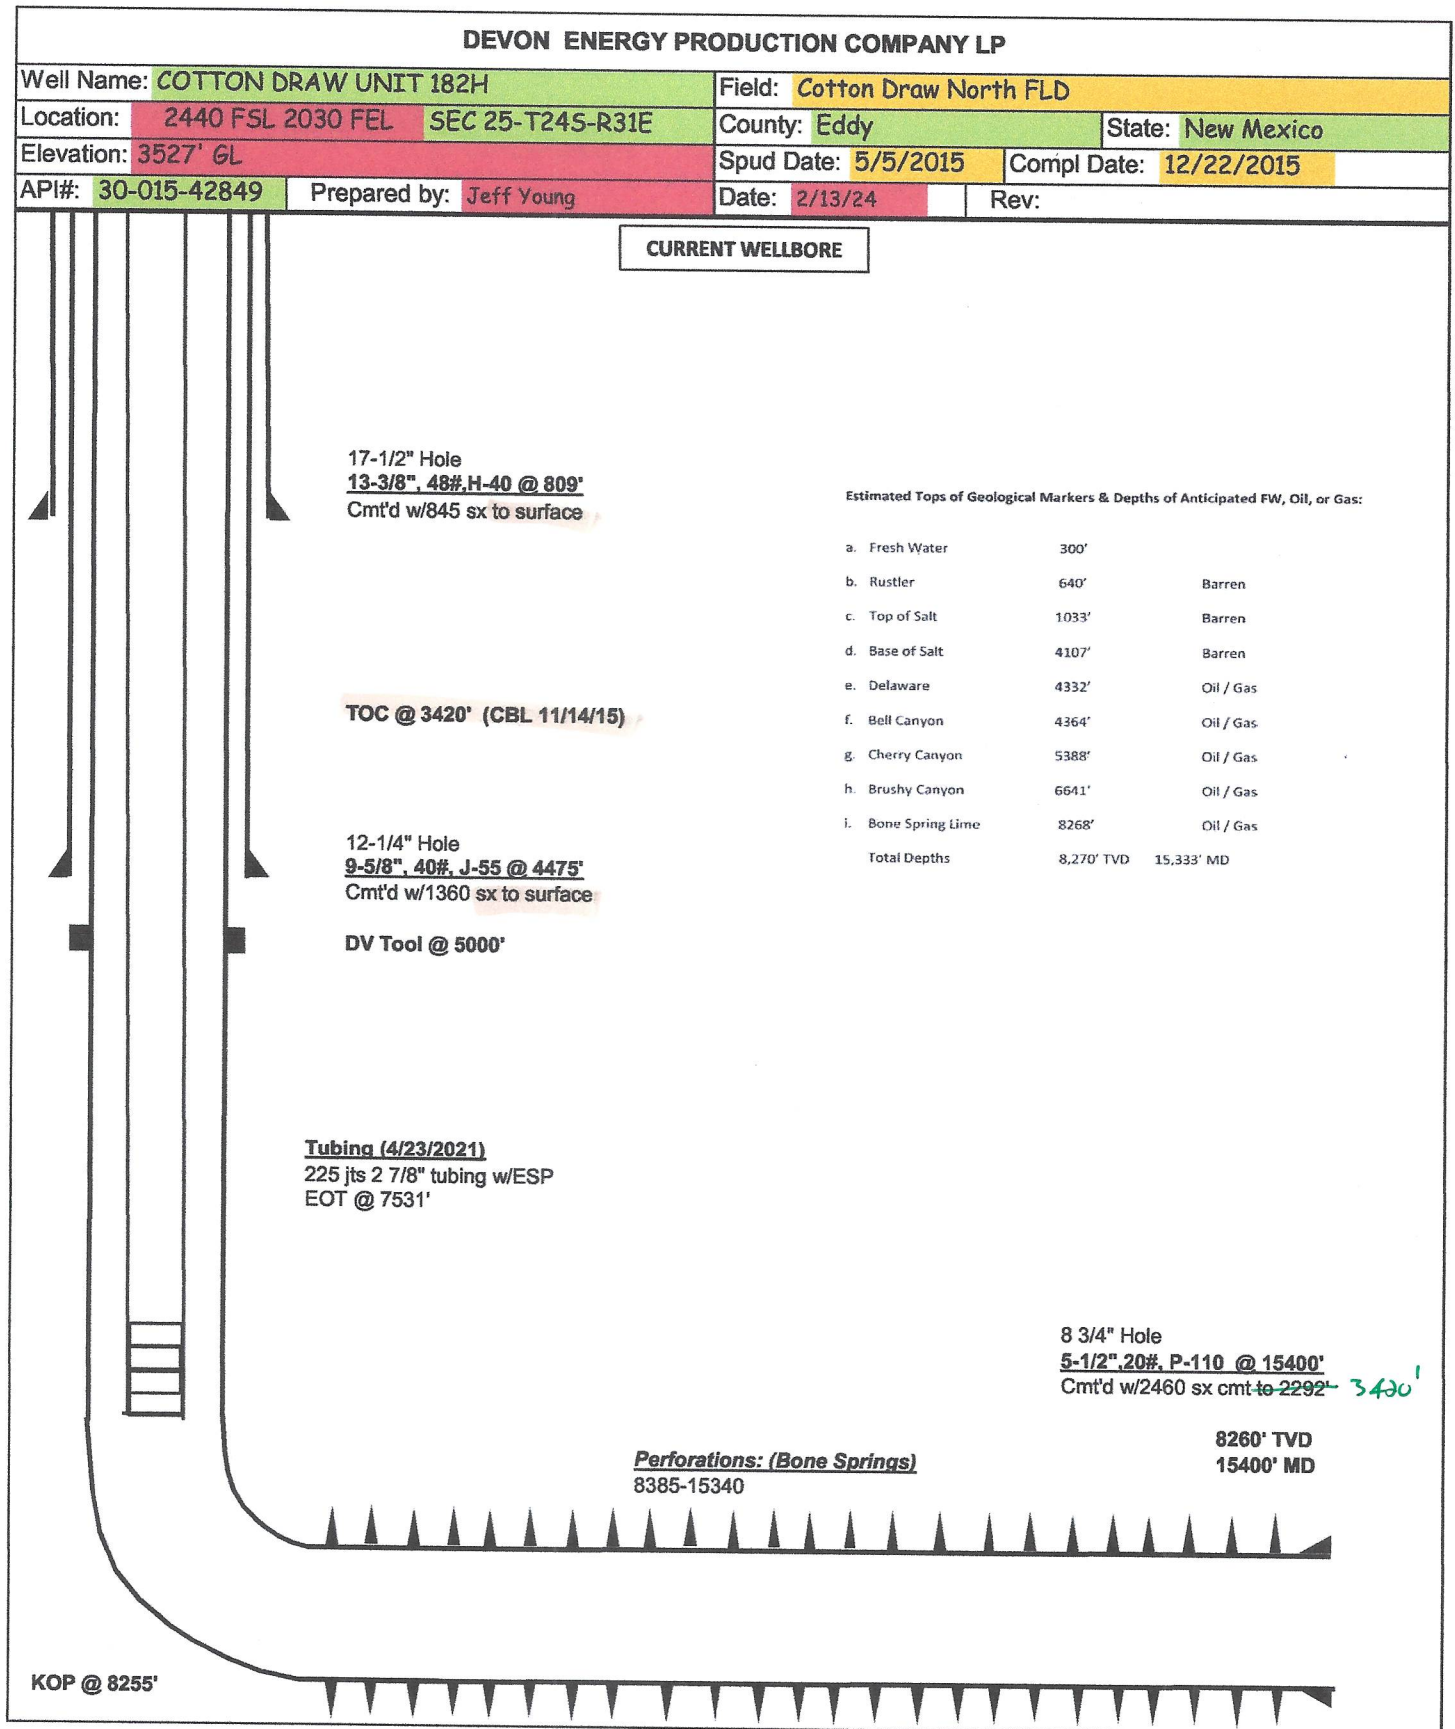 DEVON ENERGY PRODUCTION COMPANY LP
Well Name: COTTON DRAW UNIT 182H
Field: Cotton Draw North FLD
Location: 2440 FSL 2030 FEL SEC 25-T24S-R31E
County: Eddy State: New Mexico
Elevation: 3527' GL
Spud Date: 5/5/2015 Compl Date: 12/22/2015
API#: 30-015-42849 Prepared by: Jeff Young
Date: 2/13/24 Rev:
CURRENT WELLBORE
17-1/2" Hole
13-3/8", 48#,H-40 @ 809'
Cmt'd w/845 sx to surface
Estimated Tops of Geological Markers & Depths of Anticipated FW, Oil, or Gas:
a. Fresh Water 300'
b. Rustler 640' Barren
c. Top of Salt 1033' Barren
d. Base of Salt 4107' Barren
e. Delaware 4332' Oil / Gas
f. Bell Canyon 4364' Oil / Gas
g. Cherry Canyon 5388' Oil / Gas
h. Brushy Canyon 6641' Oil / Gas
i. Bone Spring Lime 8268' Oil / Gas
Total Depths 8,270' TVD 15,333' MD
TOC @ 3420' (CBL 11/14/15)
12-1/4" Hole
9-5/8", 40#, J-55 @ 4475'
Cmt'd w/1360 sx to surface
DV Tool @ 5000'
Tubing (4/23/2021)
225 jts 2 7/8" tubing w/ESP
EOT @ 7531'
8 3/4" Hole
5-1/2",20#, P-110 @ 15400'
Cmt'd w/2460 sx cmt to 2292' 3420'
8260' TVD
15400' MD
Perforations: (Bone Springs)
8385-15340
KOP @ 8255'